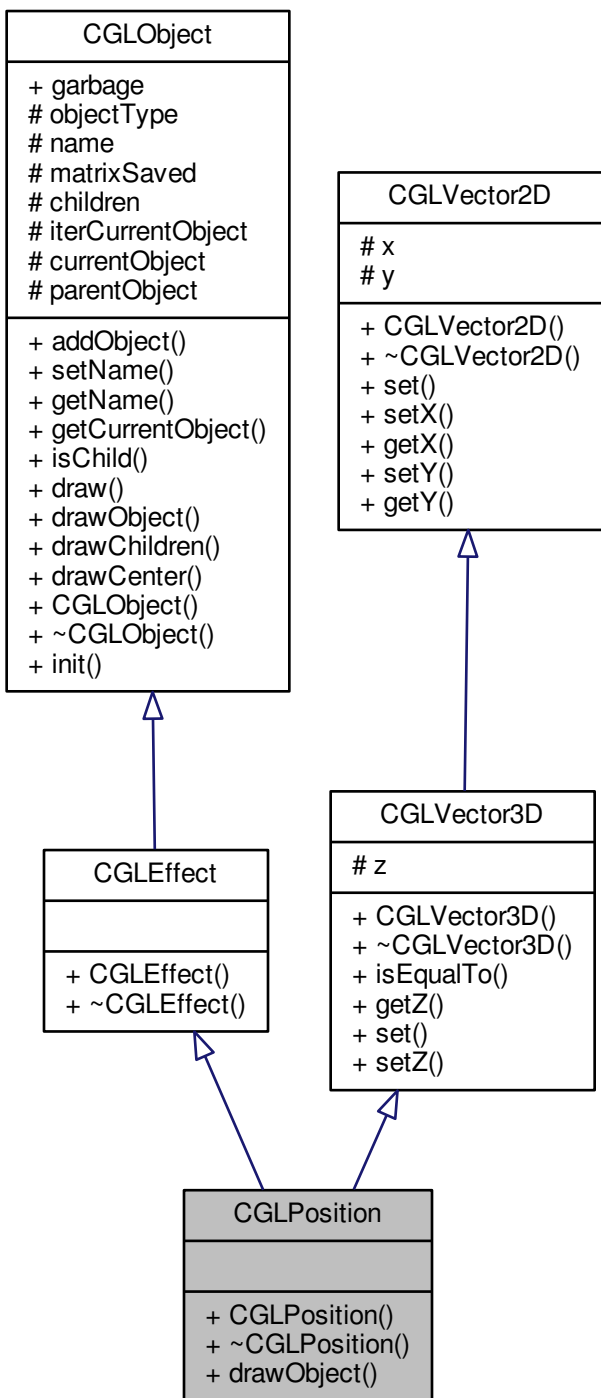 CGLObject
+ garbage
# objectType
# name
# matrixSaved
# children
# iterCurrentObject
# currentObject
# parentObject
+ addObject()
+ setName()
+ getName()
+ getCurrentObject()
+ isChild()
+ draw()
+ drawObject()
+ drawChildren()
+ drawCenter()
+ CGLObject()
+ ~CGLObject()
+ init()
CGLVector2D
# x
# y
+ CGLVector2D()
+ ~CGLVector2D()
+ set()
+ setX()
+ getX()
+ setY()
+ getY()
CGLEffect
+ CGLEffect()
+ ~CGLEffect()
CGLVector3D
# z
+ CGLVector3D()
+ ~CGLVector3D()
+ isEqualTo()
+ getZ()
+ set()
+ setZ()
CGLPosition
+ CGLPosition()
+ ~CGLPosition()
+ drawObject()